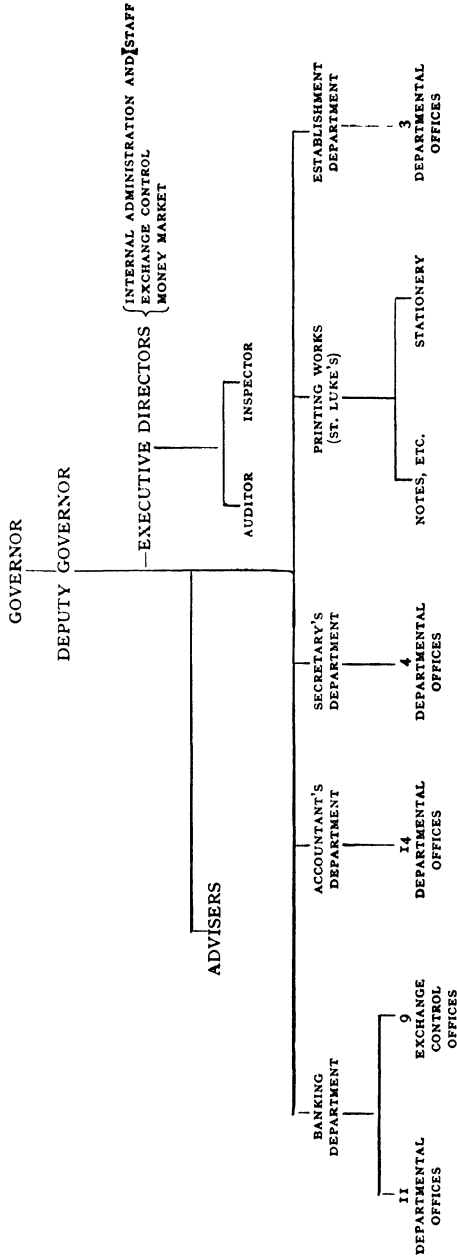 GOVERNOR
DEPUTY GOVERNOR
EXECUTIVE DIRECTORS
INTERNAL ADMINISTRATION AND STAFF
EXCHANGE CONTROL
MONEY MARKET
AUDITOR
INSPECTOR
ADVISERS
BANKING
DEPARTMENT
11
DEPARTMENTAL
OFFICES
9
EXCHANGE
CONTROL
OFFICES
ACCOUNTANT'S
DEPARTMENT
14
DEPARTMENTAL
OFFICES
SECRETARY'S
DEPARTMENT
4
DEPARTMENTAL
OFFICES
PRINTING WORKS
(ST. LUKE'S)
NOTES, ETC.
STATIONERY
ESTABLISHMENT
DEPARTMENT
3
DEPARTMENTAL
OFFICES